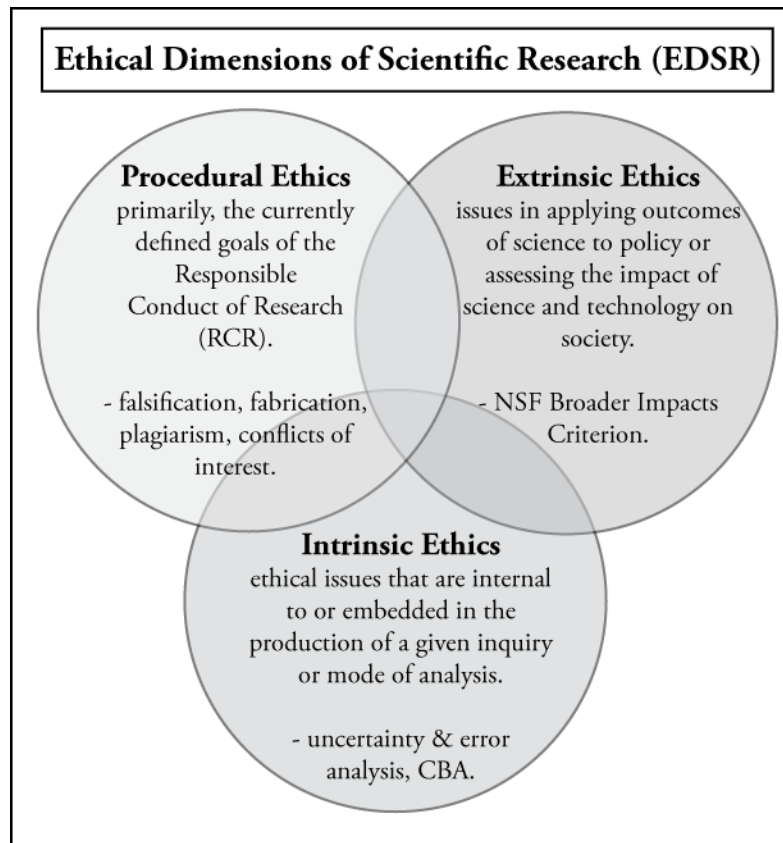 Ethical Dimensions of Scientific Research (EDSR)
Procedural Ethics
primarily, the currently
defined goals of the
Responsible
Conduct of Research
(RCR).
- falsification, fabrication,
plagiarism, conflicts of
interest.
Extrinsic Ethics
issues in applying outcomes
of science to policy or
assessing the impact of
science and technology on
society.
- NSF Broader Impacts
Criterion.
Intrinsic Ethics
ethical issues that are internal
to or embedded in the
production of a given inquiry
or mode of analysis.
- uncertainty & error
analysis, CBA.